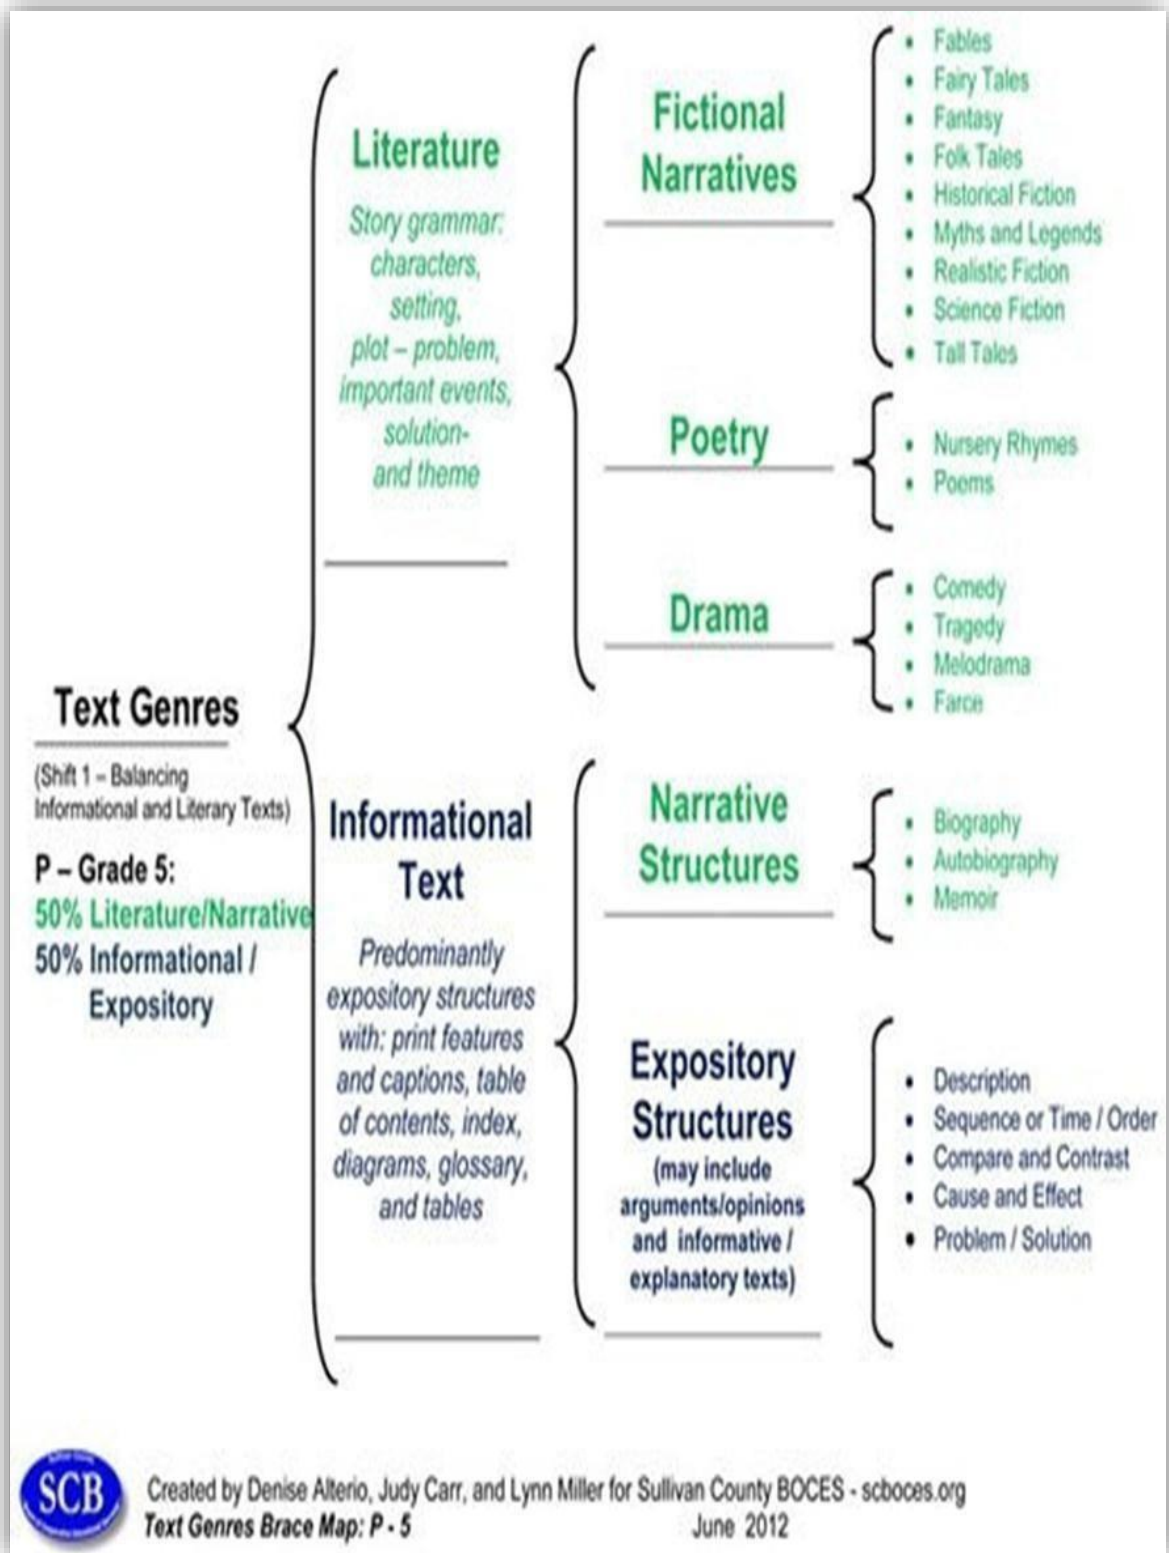 Literature
Story grammar:
characters,
setting,
plot – problem,
important events,
solution-
and theme
Fictional
Narratives
• Fables
• Fairy Tales
• Fantasy
• Folk Tales
• Historical Fiction
• Myths and Legends
• Realistic Fiction
• Science Fiction
• Tall Tales
Poetry
• Nursery Rhymes
• Poems
Drama
• Comedy
• Tragedy
• Melodrama
• Farce
Text Genres
(Shift 1 – Balancing
Informational and Literary Texts)
P – Grade 5:
50% Literature/Narrative
50% Informational /
Expository
Informational
Text
Predominantly
expository structures
with: print features
and captions, table
of contents, index,
diagrams, glossary,
and tables
Narrative
Structures
• Biography
• Autobiography
• Memoir
Expository
Structures
(may include
arguments/opinions
and informative /
explanatory texts)
• Description
• Sequence or Time / Order
• Compare and Contrast
• Cause and Effect
• Problem / Solution
SCB
Created by Denise Alterio, Judy Carr, and Lynn Miller for Sullivan County BOCES - scboces.org
Text Genres Brace Map: P - 5 June 2012